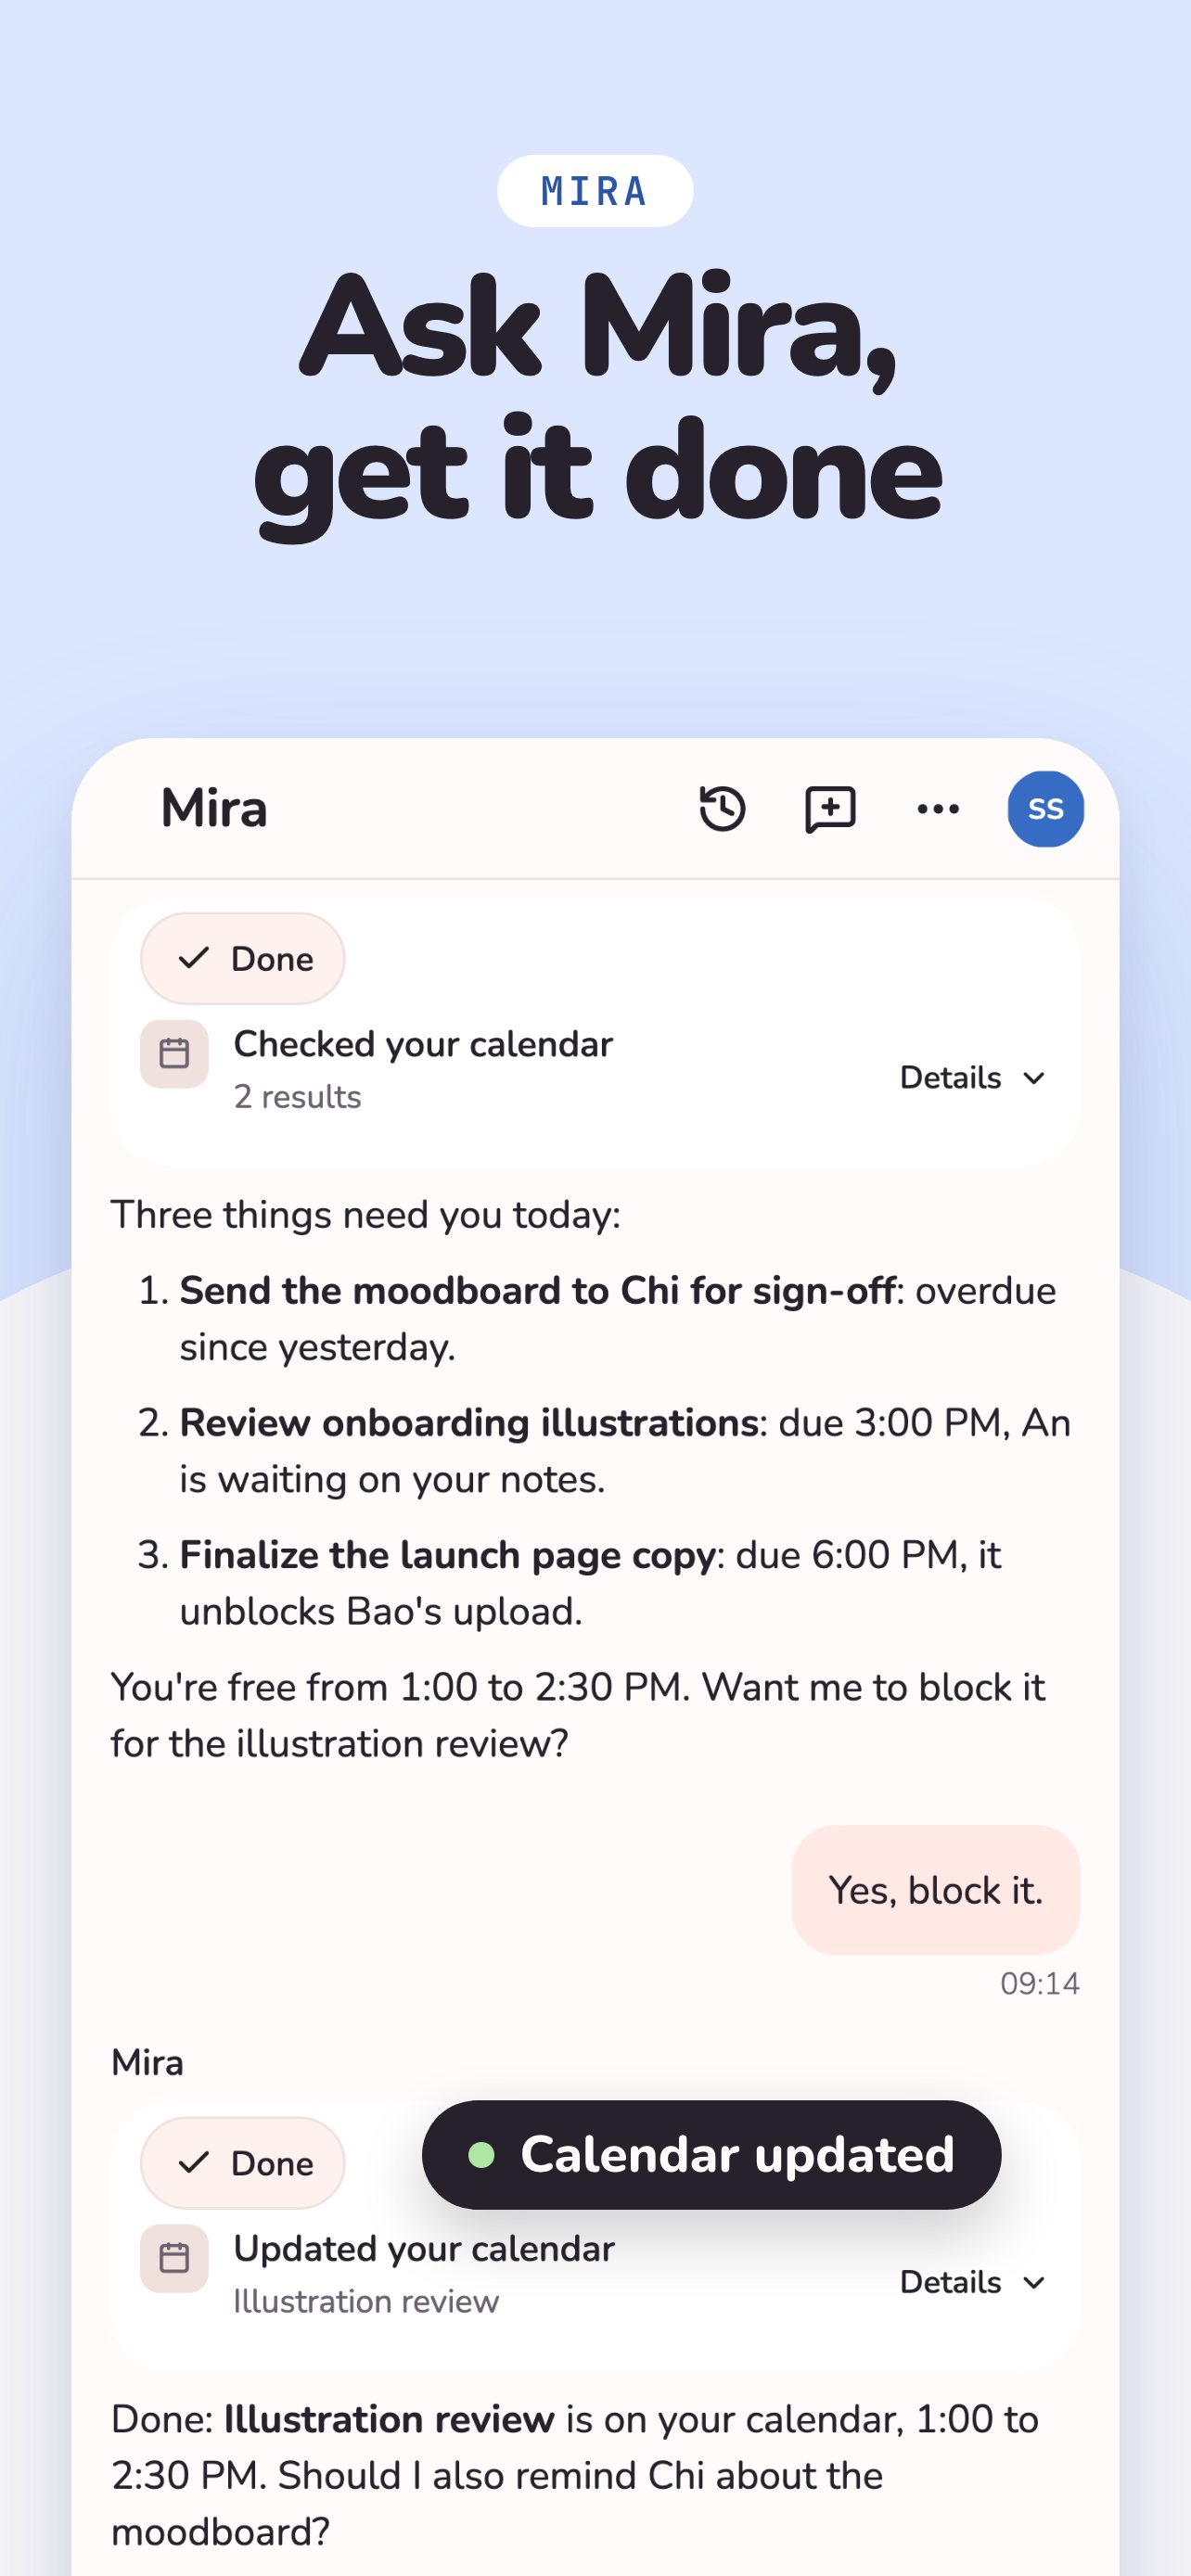 MIRA
Ask Mira,
get it done
Mira
SS
Done
Checked your calendar
2 results
Details
Three things need you today:
1. Send the moodboard to Chi for sign-off: overdue
since yesterday.
2. Review onboarding illustrations: due 3:00 PM, An
is waiting on your notes.
3. Finalize the launch page copy: due 6:00 PM, it
unblocks Bao's upload.
You're free from 1:00 to 2:30 PM. Want me to block it
for the illustration review?
Yes, block it.
09:14
Mira
Done
Calendar updated
Updated your calendar
Illustration review
Details
Done: Illustration review is on your calendar, 1:00 to
2:30 PM. Should I also remind Chi about the
moodboard?